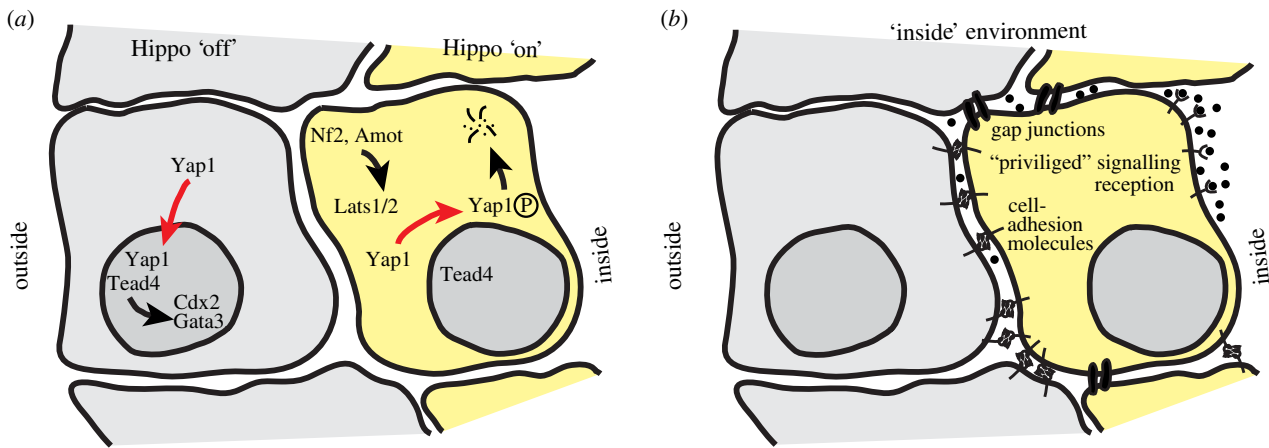 (a)
Hippo ‘off’
Hippo ‘on’
outside
Yap1
Yap1
Tead4
Cdx2
Gata3
Nf2, Amot
Lats1/2
Yap1 P
Yap1
Tead4
inside
(b)
‘inside’ environment
outside
gap junctions
“priviliged” signalling
reception
cell-
adhesion
molecules
inside